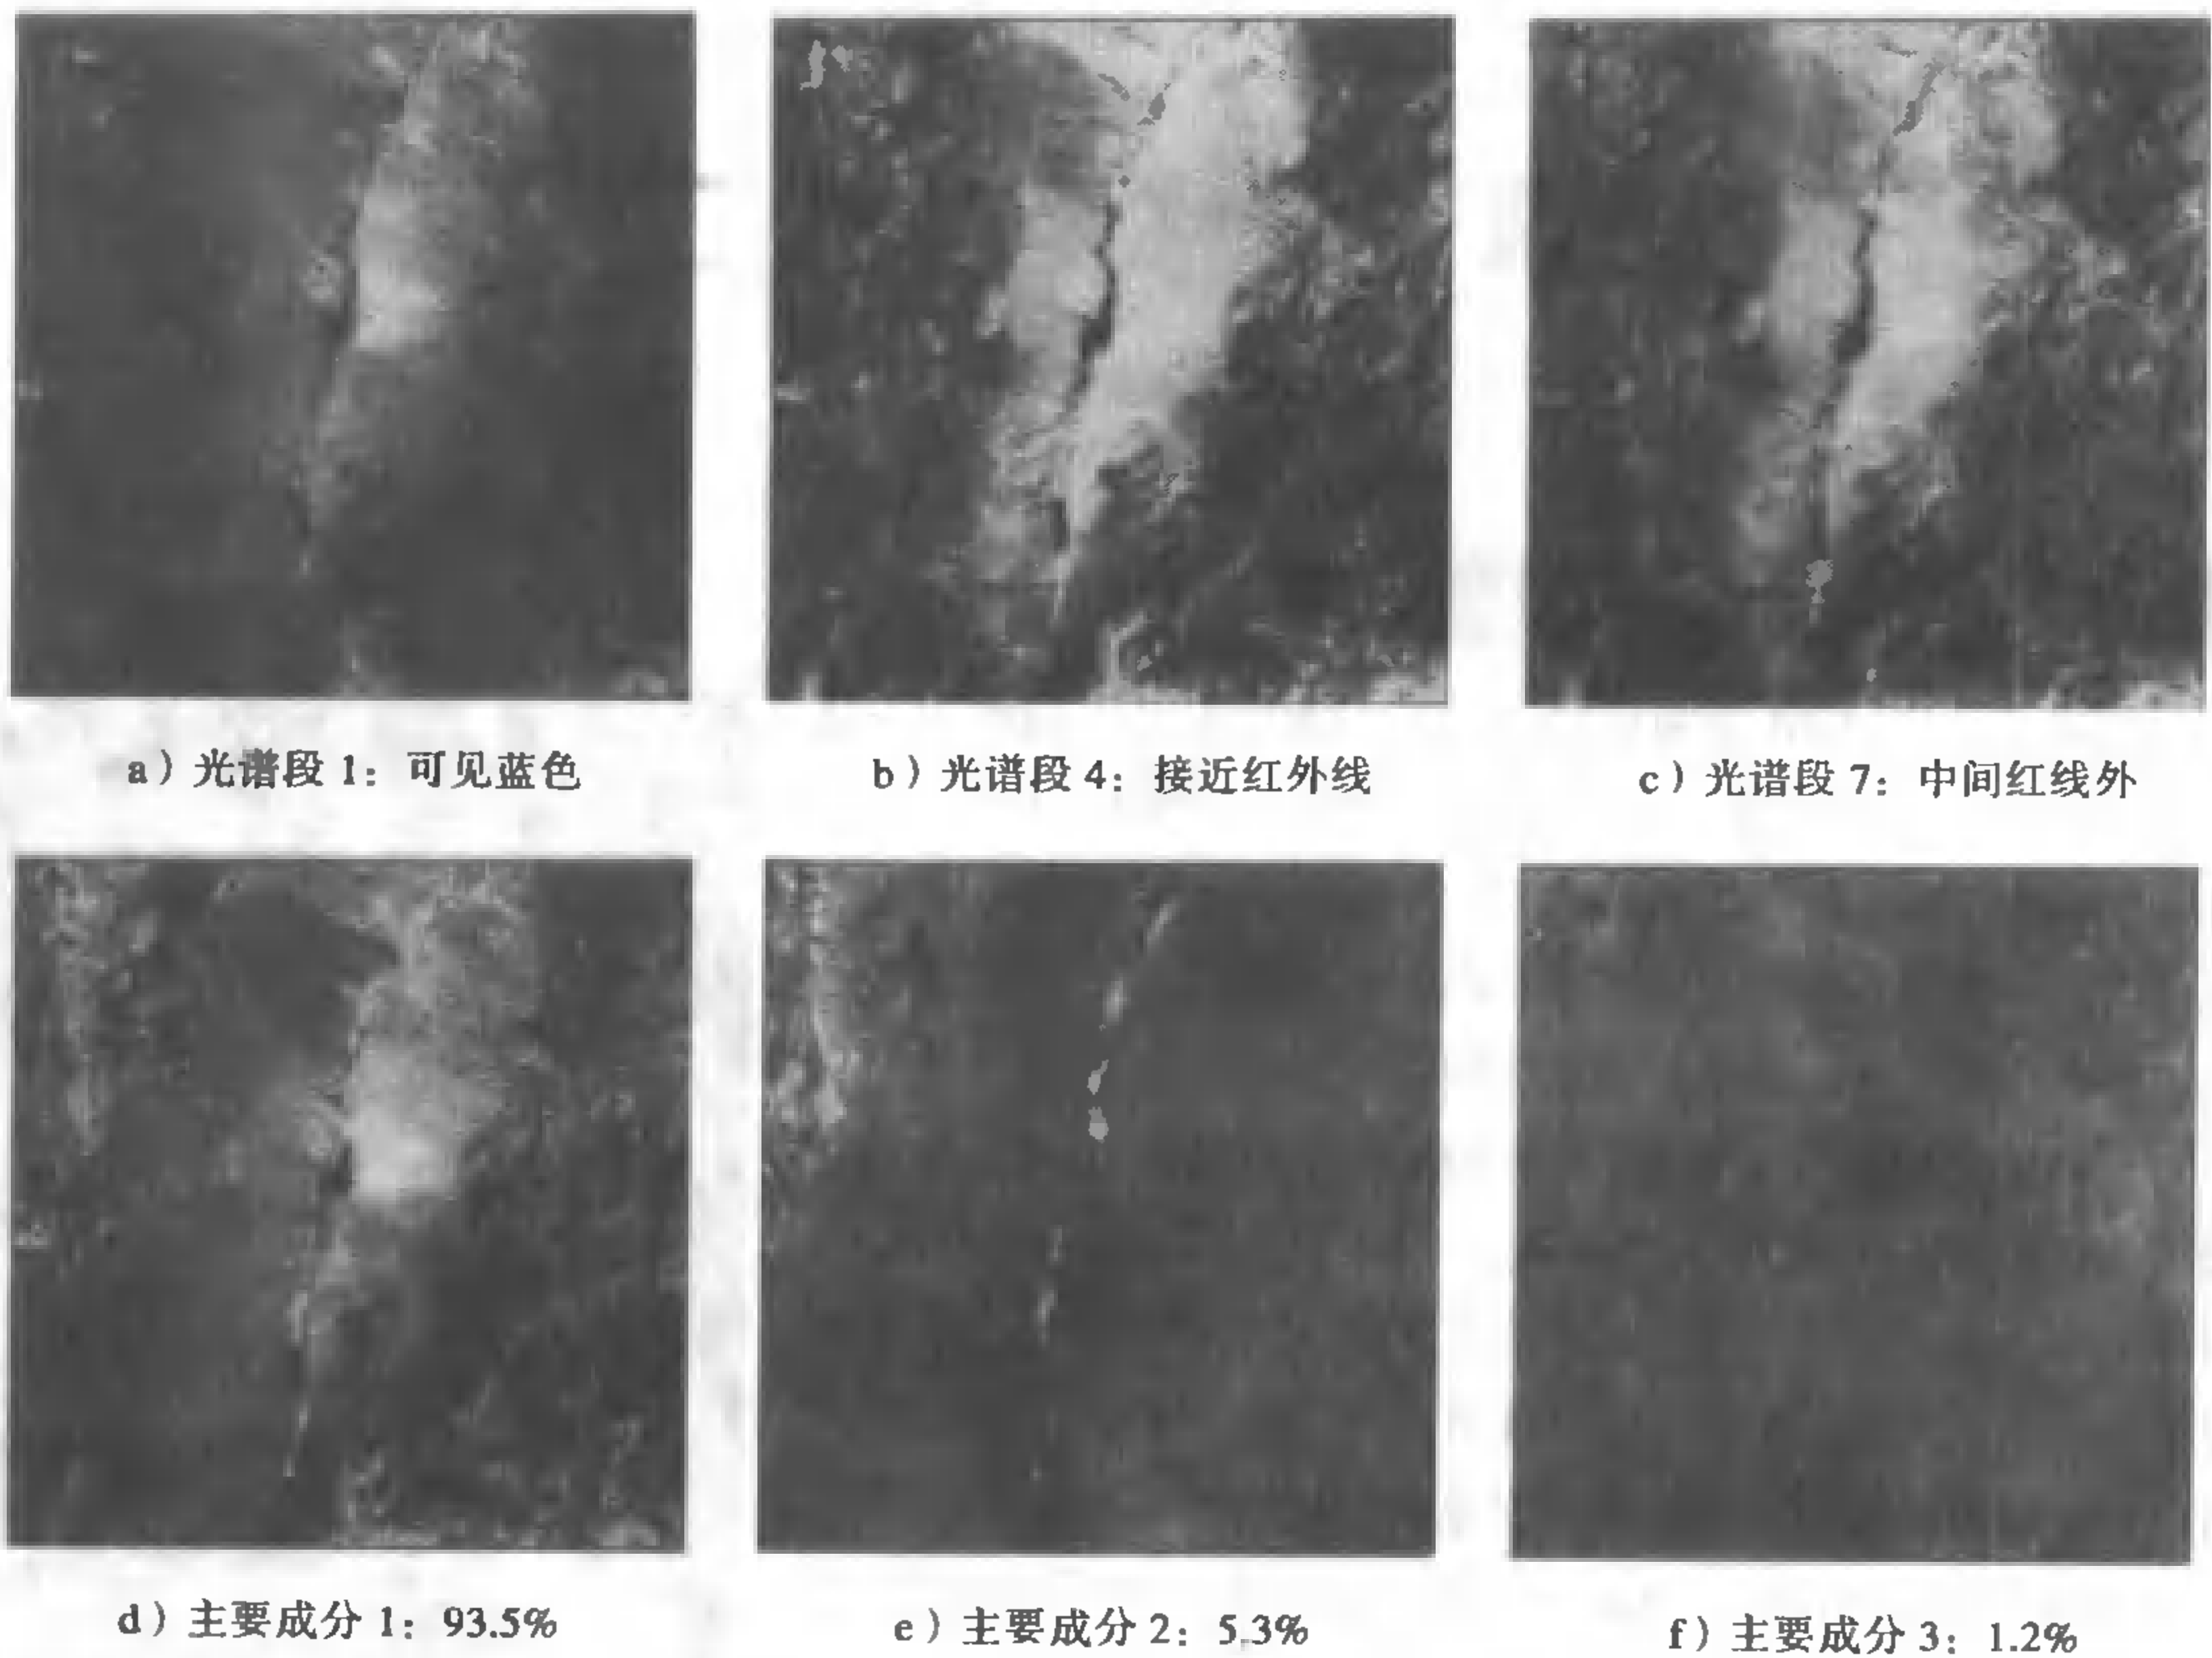 a）光谱段 1：可见蓝色
b）光谱段 4：接近红外线
c）光谱段 7：中间红线外
d）主要成分 1：93.5%
e）主要成分 2：5.3%
f）主要成分 3：1.2%